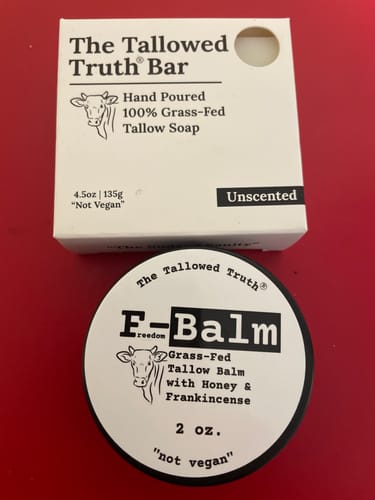 The Tallowed
Truth® Bar
Hand Poured
100% Grass-Fed
Tallow Soap
4.5oz | 135g
"Not Vegan"
Unscented
The Tallowed Truth®
F-Balm
reedom
Grass-Fed
Tallow Balm
with Honey &
Frankincense
2 oz.
"not vegan"